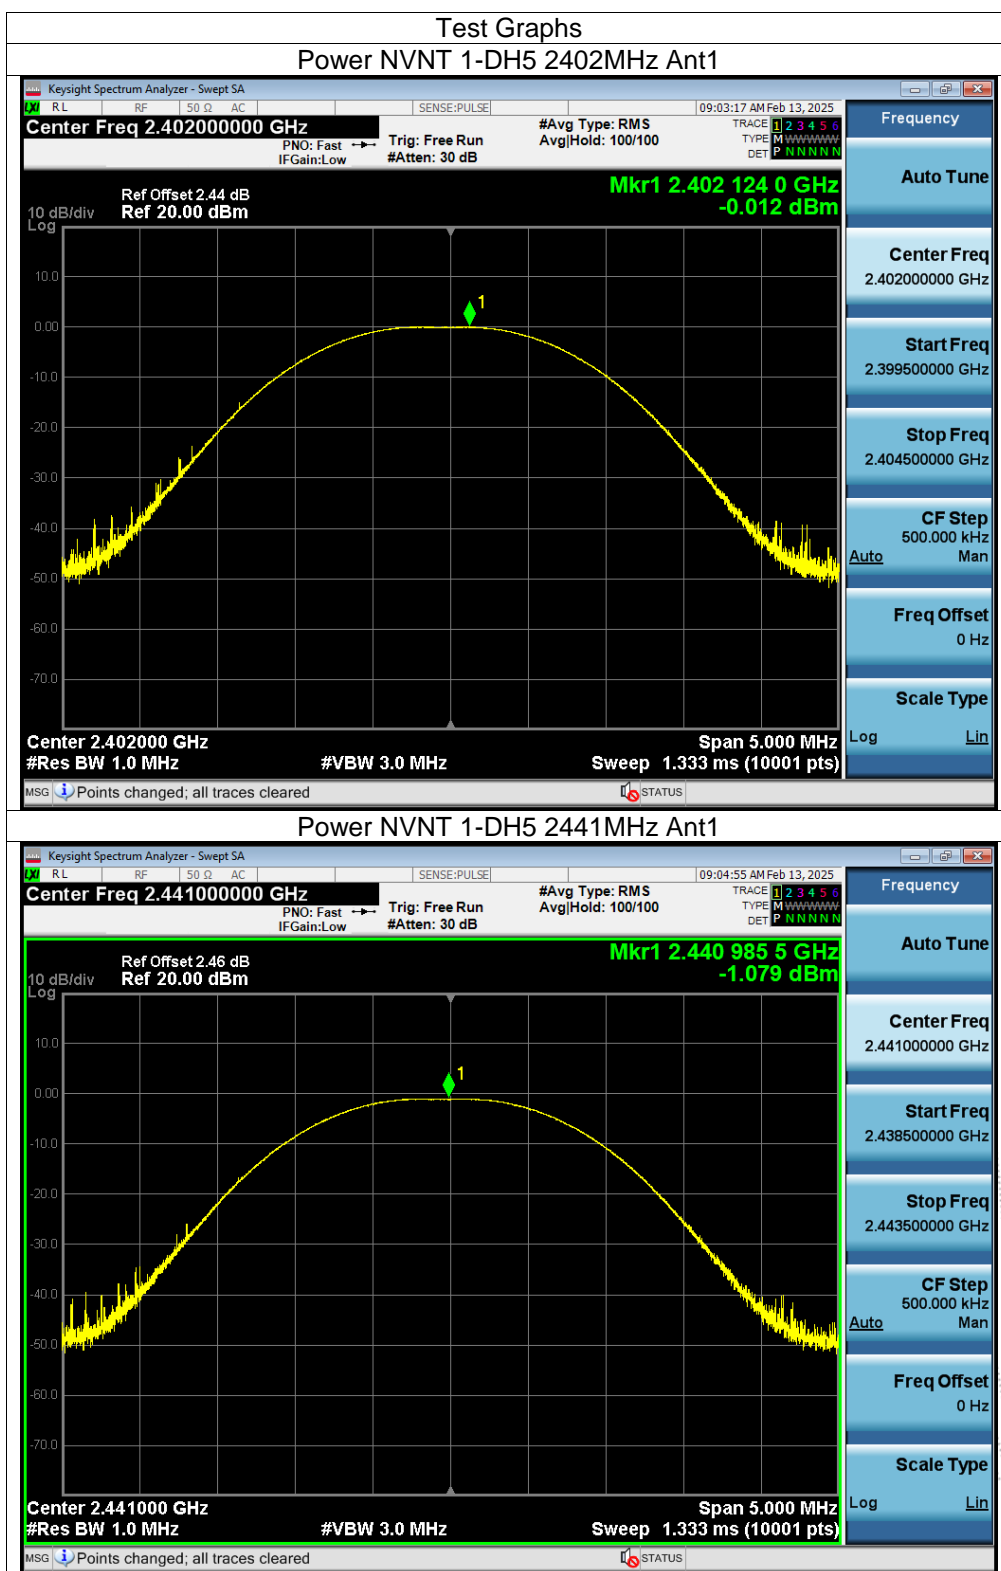 Test Graphs
Power NVNT 1-DH5 2402MHz Ant1
Keysight Spectrum Analyzer - Swept SA
LXI RL RF 50 Ω AC SENSE:PULSE 09:03:17 AM Feb 13, 2025
Center Freq 2.402000000 GHz
PNO: Fast
IFGain:Low
Trig: Free Run
#Atten: 30 dB
#Avg Type: RMS
Avg|Hold: 100/100
TRACE 1 2 3 4 5 6
TYPE M WWWWW
DET P N N N N N
Frequency
Auto Tune
Center Freq
2.402000000 GHz
Start Freq
2.399500000 GHz
Stop Freq
2.404500000 GHz
CF Step
500.000 kHz
Auto Man
Freq Offset
0 Hz
Scale Type
Log Lin
Ref Offset 2.44 dB
10 dB/div Ref 20.00 dBm
Log
Mkr1 2.402 124 0 GHz
-0.012 dBm
1
10.0
0.00
-10.0
-20.0
-30.0
-40.0
-50.0
-60.0
-70.0
Center 2.402000 GHz Span 5.000 MHz
#Res BW 1.0 MHz #VBW 3.0 MHz Sweep 1.333 ms (10001 pts)
MSG Points changed; all traces cleared STATUS
Power NVNT 1-DH5 2441MHz Ant1
Keysight Spectrum Analyzer - Swept SA
LXI RL RF 50 Ω AC SENSE:PULSE 09:04:55 AM Feb 13, 2025
Center Freq 2.441000000 GHz
PNO: Fast
IFGain:Low
Trig: Free Run
#Atten: 30 dB
#Avg Type: RMS
Avg|Hold: 100/100
TRACE 1 2 3 4 5 6
TYPE M WWWWW
DET P N N N N N
Frequency
Auto Tune
Center Freq
2.441000000 GHz
Start Freq
2.438500000 GHz
Stop Freq
2.443500000 GHz
CF Step
500.000 kHz
Auto Man
Freq Offset
0 Hz
Scale Type
Log Lin
Ref Offset 2.46 dB
10 dB/div Ref 20.00 dBm
Log
Mkr1 2.440 985 5 GHz
-1.079 dBm
1
10.0
0.00
-10.0
-20.0
-30.0
-40.0
-50.0
-60.0
-70.0
Center 2.441000 GHz Span 5.000 MHz
#Res BW 1.0 MHz #VBW 3.0 MHz Sweep 1.333 ms (10001 pts)
MSG Points changed; all traces cleared STATUS